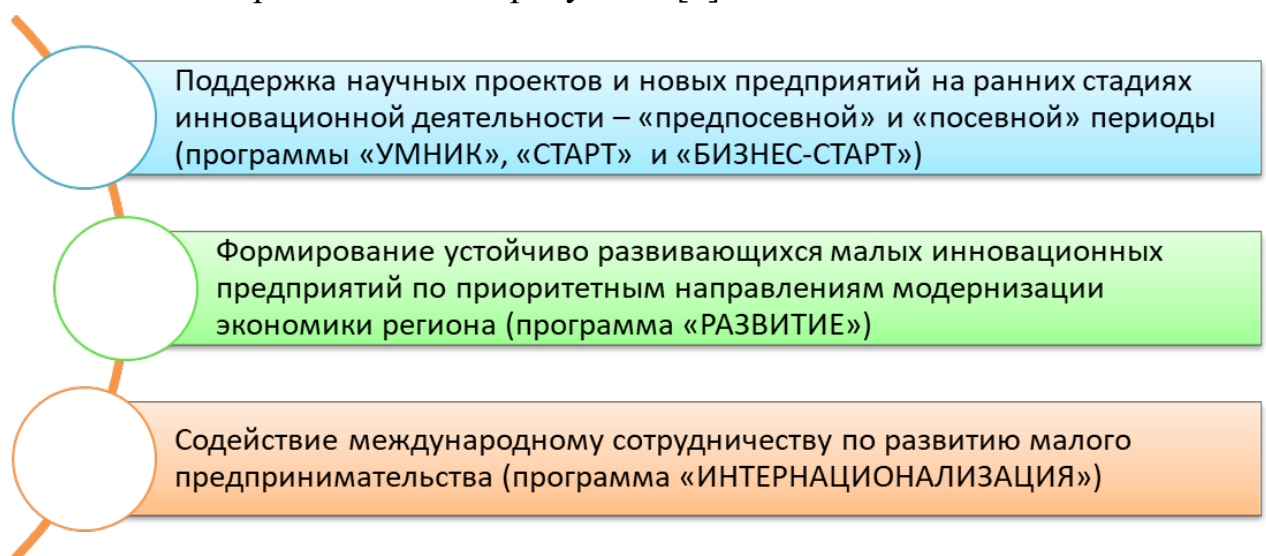 Поддержка научных проектов и новых предприятий на ранних стадиях
инновационной деятельности – «предпосевной» и «посевной» периоды
(программы «УМНИК», «СТАРТ» и «БИЗНЕС-СТАРТ»)
Формирование устойчиво развивающихся малых инновационных
предприятий по приоритетным направлениям модернизации
экономики региона (программа «РАЗВИТИЕ»)
Содействие международному сотрудничеству по развитию малого
предпринимательства (программа «ИНТЕРНАЦИОНАЛИЗАЦИЯ»)